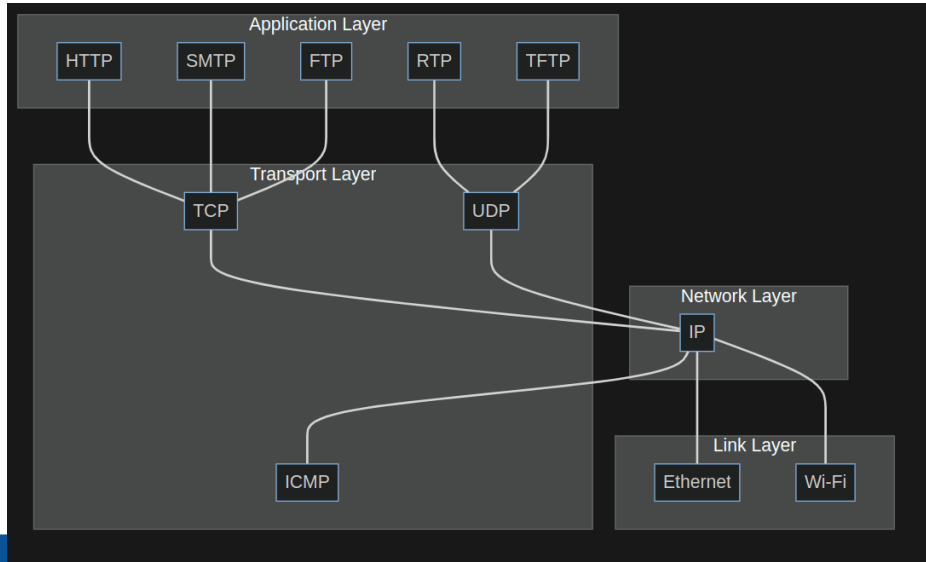 Application Layer
HTTP
SMTP
FTP
RTP
TFTP
Transport Layer
TCP
UDP
Network Layer
IP
Link Layer
ICMP
Ethernet
Wi-Fi